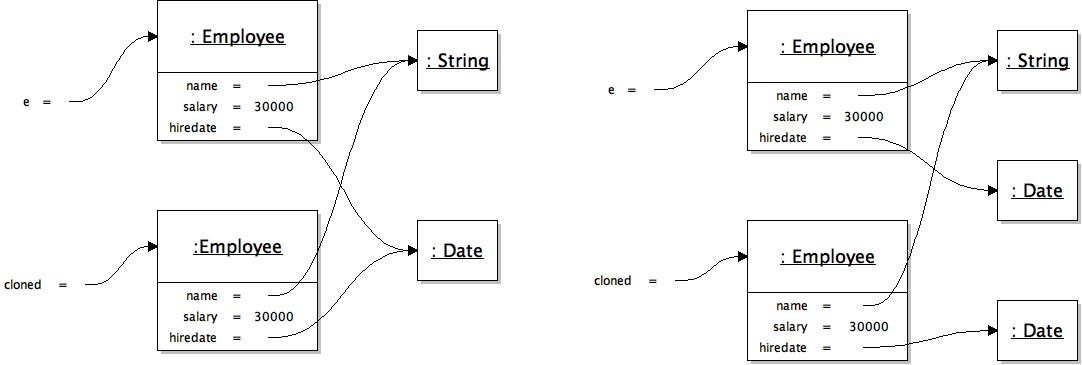 : Employee
: String
name =
salary = 30000
hiredate =
e =
:Employee
: Date
cloned =
name =
salary = 30000
hiredate =
: Employee
: String
e =
name =
salary = 30000
hiredate =
: Date
: Employee
cloned =
name =
salary = 30000
hiredate =
: Date